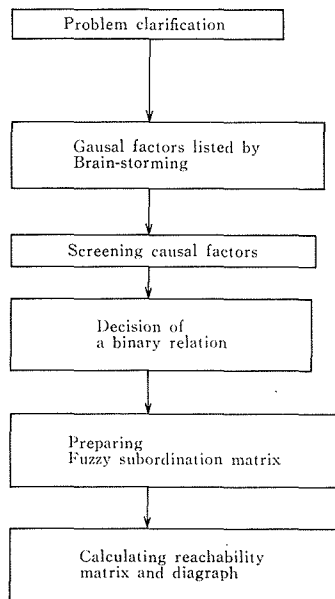 Problem clarification
Gausal factors listed by
Brain-storming
Screening causal factors
Decision of
a binary relation
Preparing
Fuzzy subordination matrix
Calculating reachability
matrix and diagraph